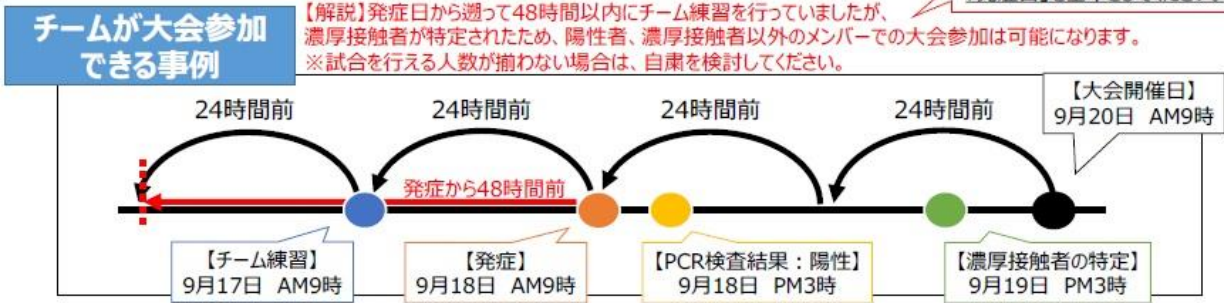 チームが大会参加
できる事例
【解説】発症日から遡って48時間以内にチーム練習を行っていましたが、
濃厚接触者が特定されたため、陽性者、濃厚接触者以外のメンバーでの大会参加は可能になります。
※試合を行える人数が揃わない場合は、自粛を検討してください。
24時間前
24時間前
24時間前
24時間前
【大会開催日】
9月20日 AM9時
発症から48時間前
【チーム練習】
9月17日 AM9時
【発症】
9月18日 AM9時
【PCR検査結果:陽性】
9月18日 PM3時
【濃厚接触者の特定】
9月19日 PM3時